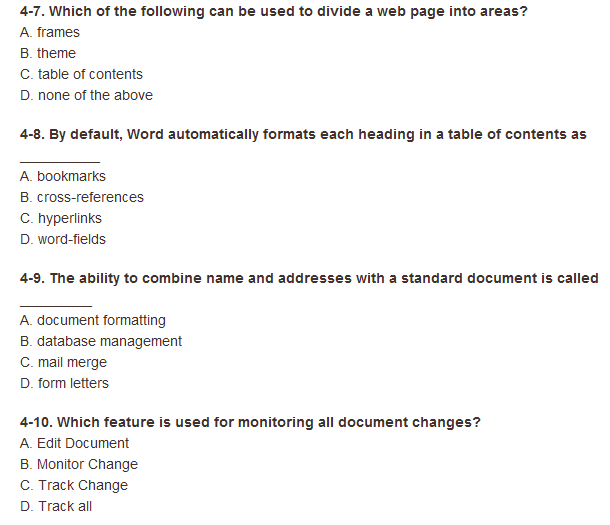 4-7. Which of the following can be used to divide a web page into areas?
A. frames
B. theme
C. table of contents
D. none of the above
4-8. By default, Word automatically formats each heading in a table of contents as
__________
A. bookmarks
B. cross-references
C. hyperlinks
D. word-fields
4-9. The ability to combine name and addresses with a standard document is called
_________
A. document formatting
B. database management
C. mail merge
D. form letters
4-10. Which feature is used for monitoring all document changes?
A. Edit Document
B. Monitor Change
C. Track Change
D. Track all